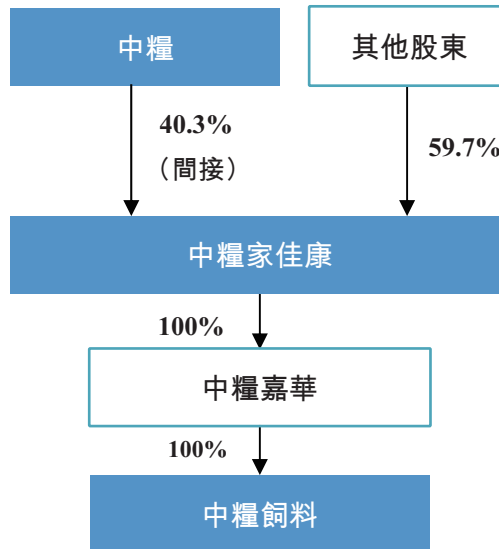 中糧
其他股東
40.3%
（間接）
59.7%
中糧家佳康
100%
中糧嘉華
100%
中糧飼料